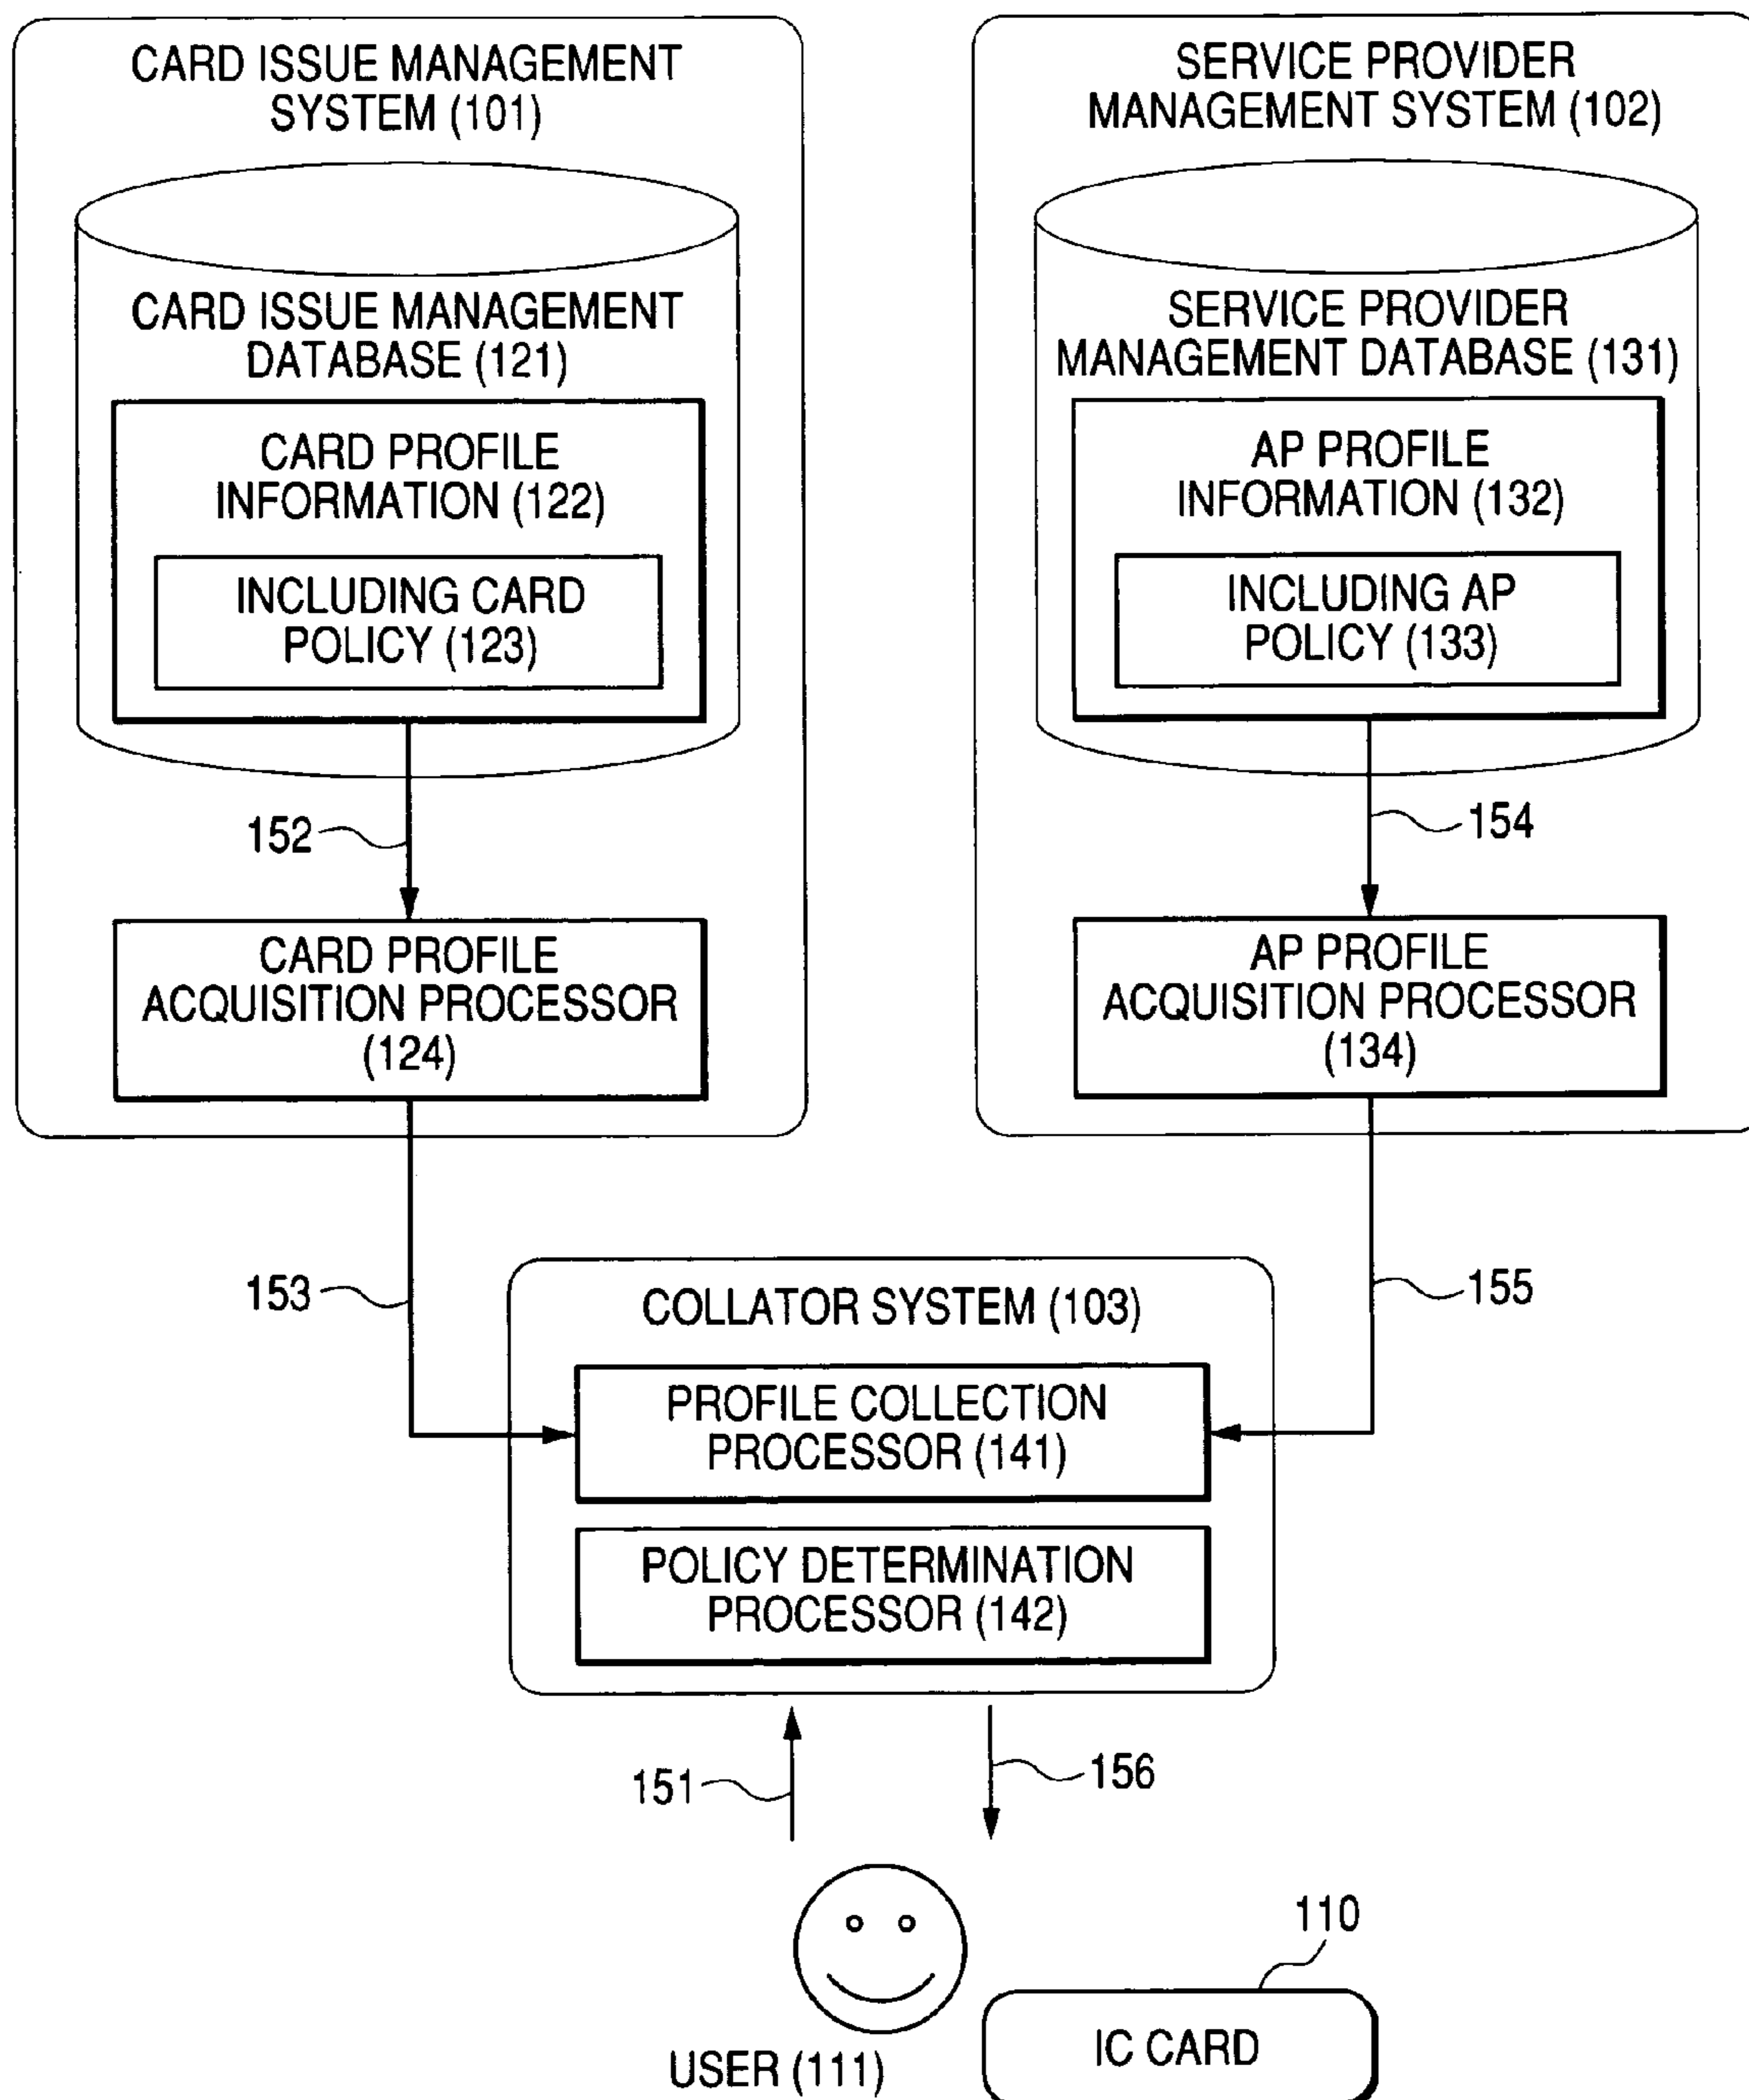 CARD ISSUE MANAGEMENT
SYSTEM (101)
CARD ISSUE MANAGEMENT
DATABASE (121)
CARD PROFILE
INFORMATION (122)
INCLUDING CARD
POLICY (123)
152
CARD PROFILE
ACQUISITION PROCESSOR
(124)
SERVICE PROVIDER
MANAGEMENT SYSTEM (102)
SERVICE PROVIDER
MANAGEMENT DATABASE (131)
AP PROFILE
INFORMATION (132)
INCLUDING AP
POLICY (133)
154
AP PROFILE
ACQUISITION PROCESSOR
(134)
153
155
COLLATOR SYSTEM (103)
PROFILE COLLECTION
PROCESSOR (141)
POLICY DETERMINATION
PROCESSOR (142)
151
156
110
IC CARD
USER (111)